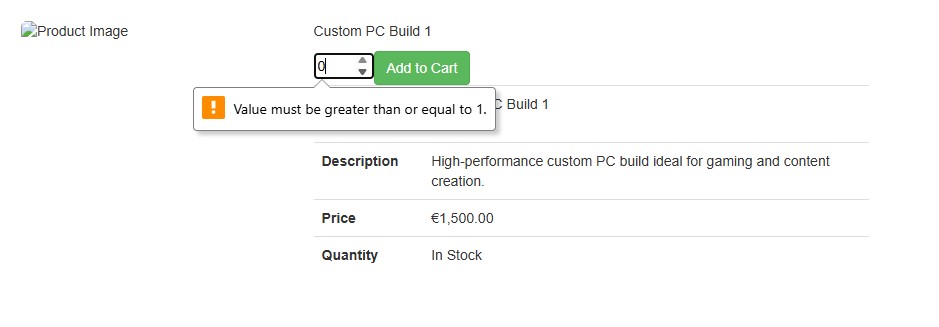 Product Image
Custom PC Build 1
0
Add to Cart
! Value must be greater than or equal to 1.
Build 1
Description High-performance custom PC build ideal for gaming and content
creation.
Price €1,500.00
Quantity In Stock